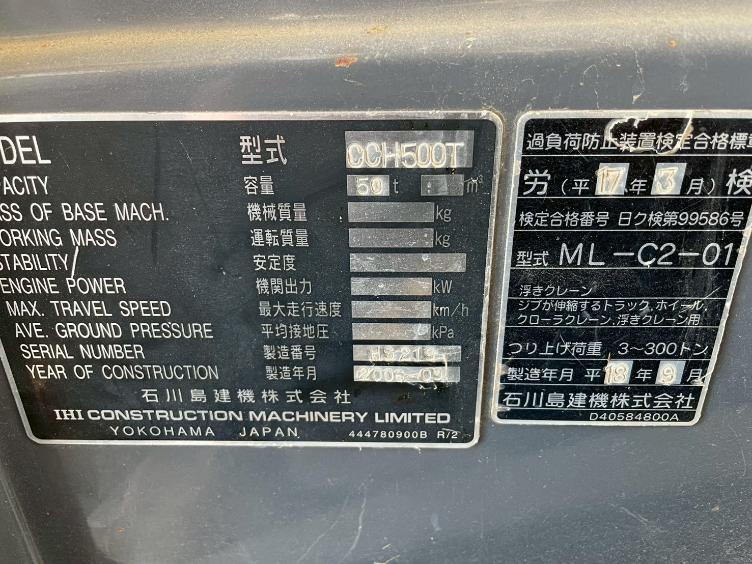 DEL 型式 CCH500T
PACITY 容量 50 t m³
SS OF BASE MACH. 機械質量 kg
ORKING MASS 運転質量 kg
STABILITY 安定度
ENGINE POWER 機関出力 kW
MAX. TRAVEL SPEED 最大走行速度 km/h
AVE. GROUND PRESSURE 平均接地圧 kPa
SERIAL NUMBER 製造番号
YEAR OF CONSTRUCTION 製造年月
石川島建機株式会社
IHI CONSTRUCTION MACHINERY LIMITED
YOKOHAMA JAPAN 444780900B R/2
過負荷防止装置検定合格標章
労(平 17 年 3 月)検
検定合格番号 日ク検第99586号
型式 ML-C2-01
浮きクレーン
ジブが伸縮するトラック、ホイール、
クローラクレーン、浮きクレーン用
つり上げ荷重 3~300トン
製造年月 平 18 年 9 月
石川島建機株式会社
D40584800A